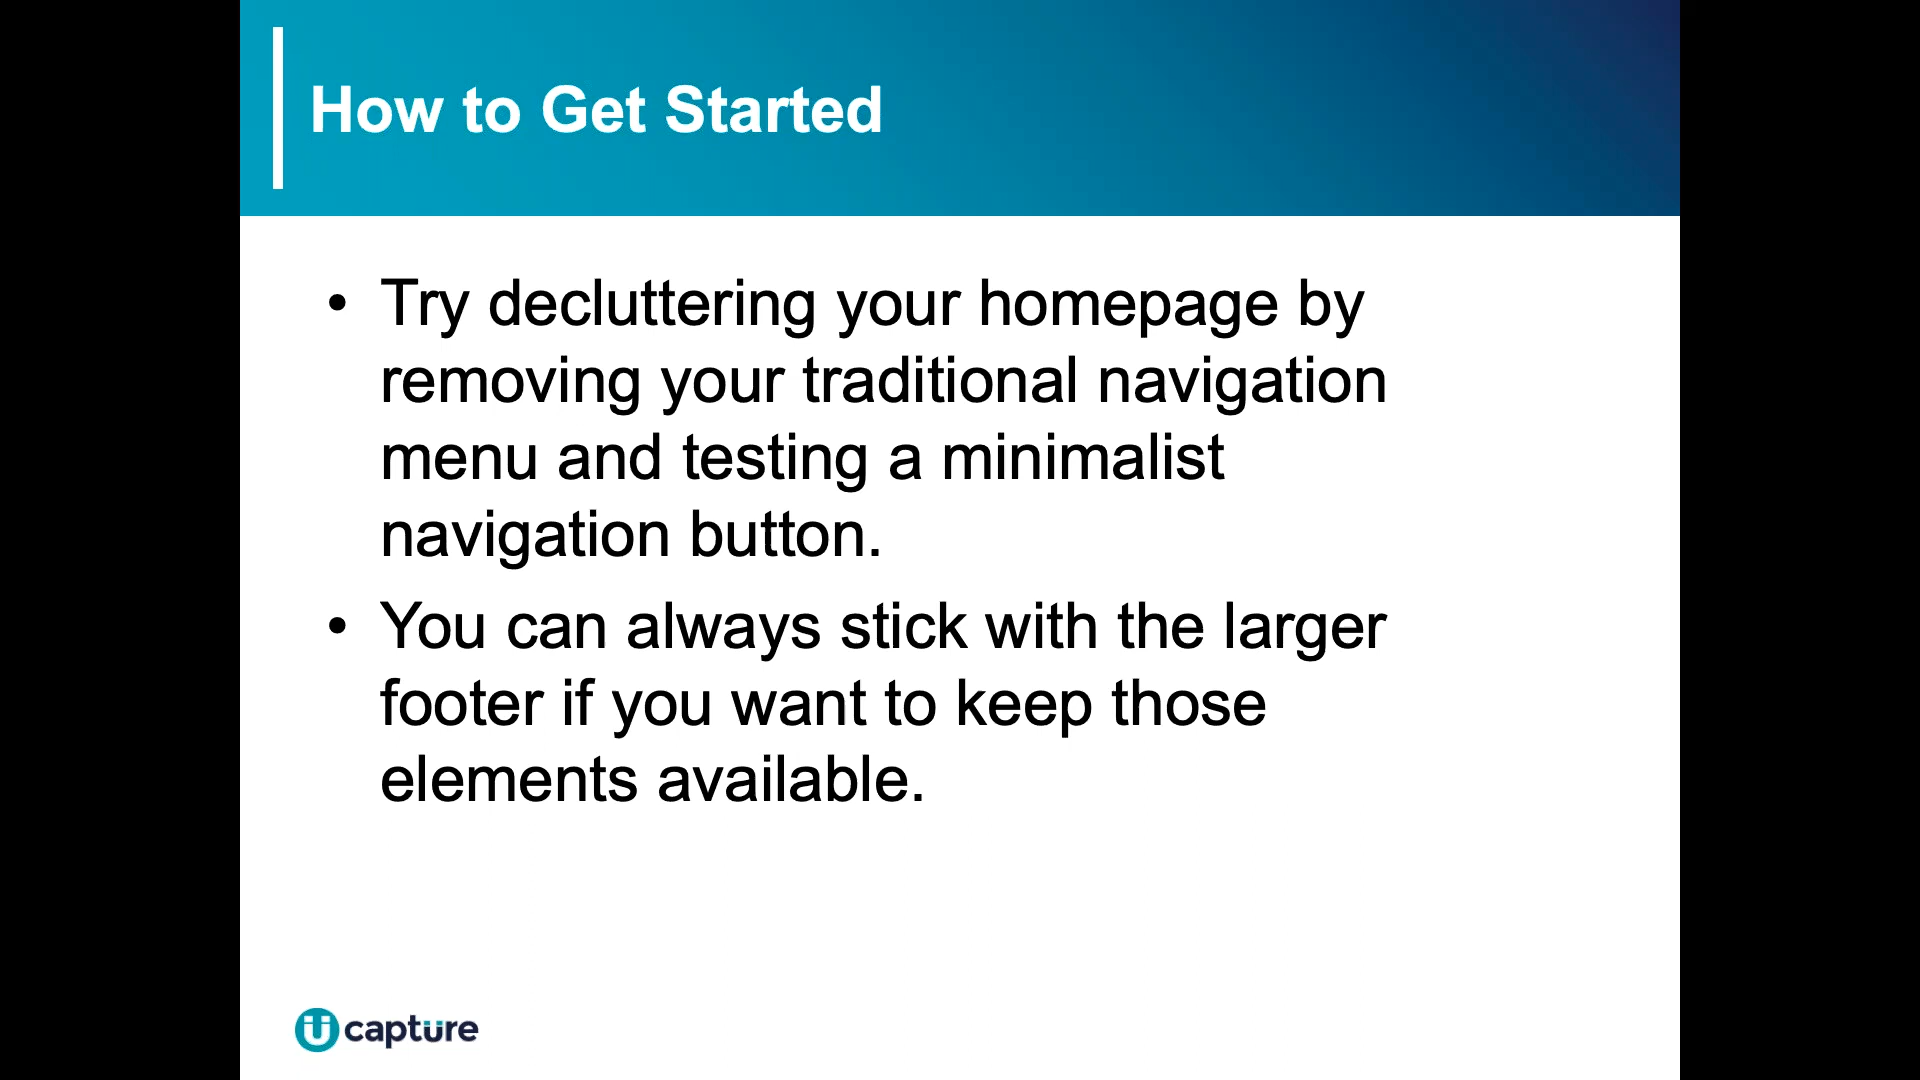 How to Get Started
• Try decluttering your homepage by
removing your traditional navigation
menu and testing a minimalist
navigation button.
• You can always stick with the larger
footer if you want to keep those
elements available.
capture